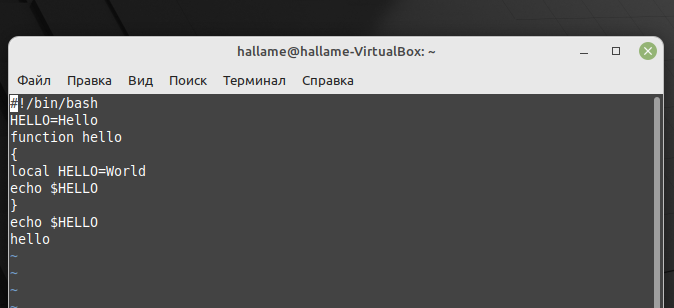 hallame@hallame-VirtualBox: ~
Файл Правка Вид Поиск Терминал Справка
#!/bin/bash
HELLO=Hello
function hello
{
local HELLO=World
echo $HELLO
}
echo $HELLO
hello
~
~
~
~